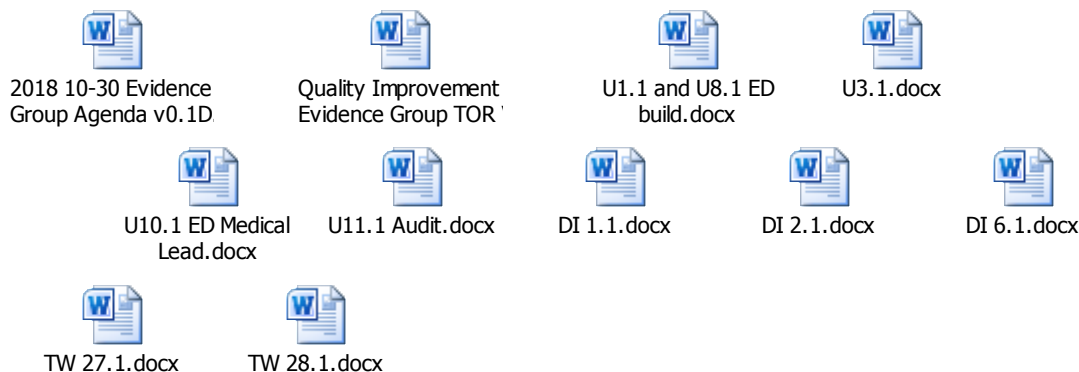 2018 10-30 Evidence
Group Agenda v0.1D
Quality Improvement
Evidence Group TOR
U1.1 and U8.1 ED
build.docx
U3.1.docx
U10.1 ED Medical
Lead.docx
U11.1 Audit.docx
DI 1.1.docx
DI 2.1.docx
DI 6.1.docx
TW 27.1.docx
TW 28.1.docx